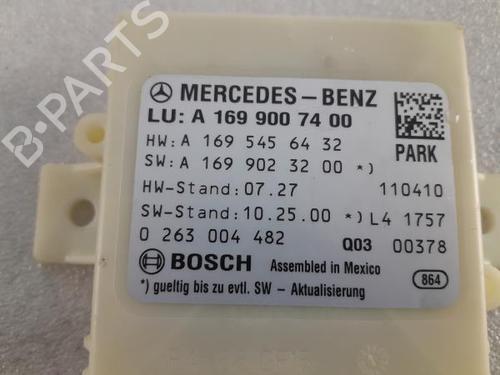 MERCEDES-BENZ
LU: A 169 900 74 00
HW: A 169 545 64 32
PARK
SW: A 169 902 32 00 *)
HW-Stand: 07.27 110410
SW-Stand: 10.25.00 *) L4 1757
0 263 004 482 Q03 00378
BOSCH Assembled in Mexico
*) gueltig bis zu evtl. SW - Aktualisierung
864
B-PARTS